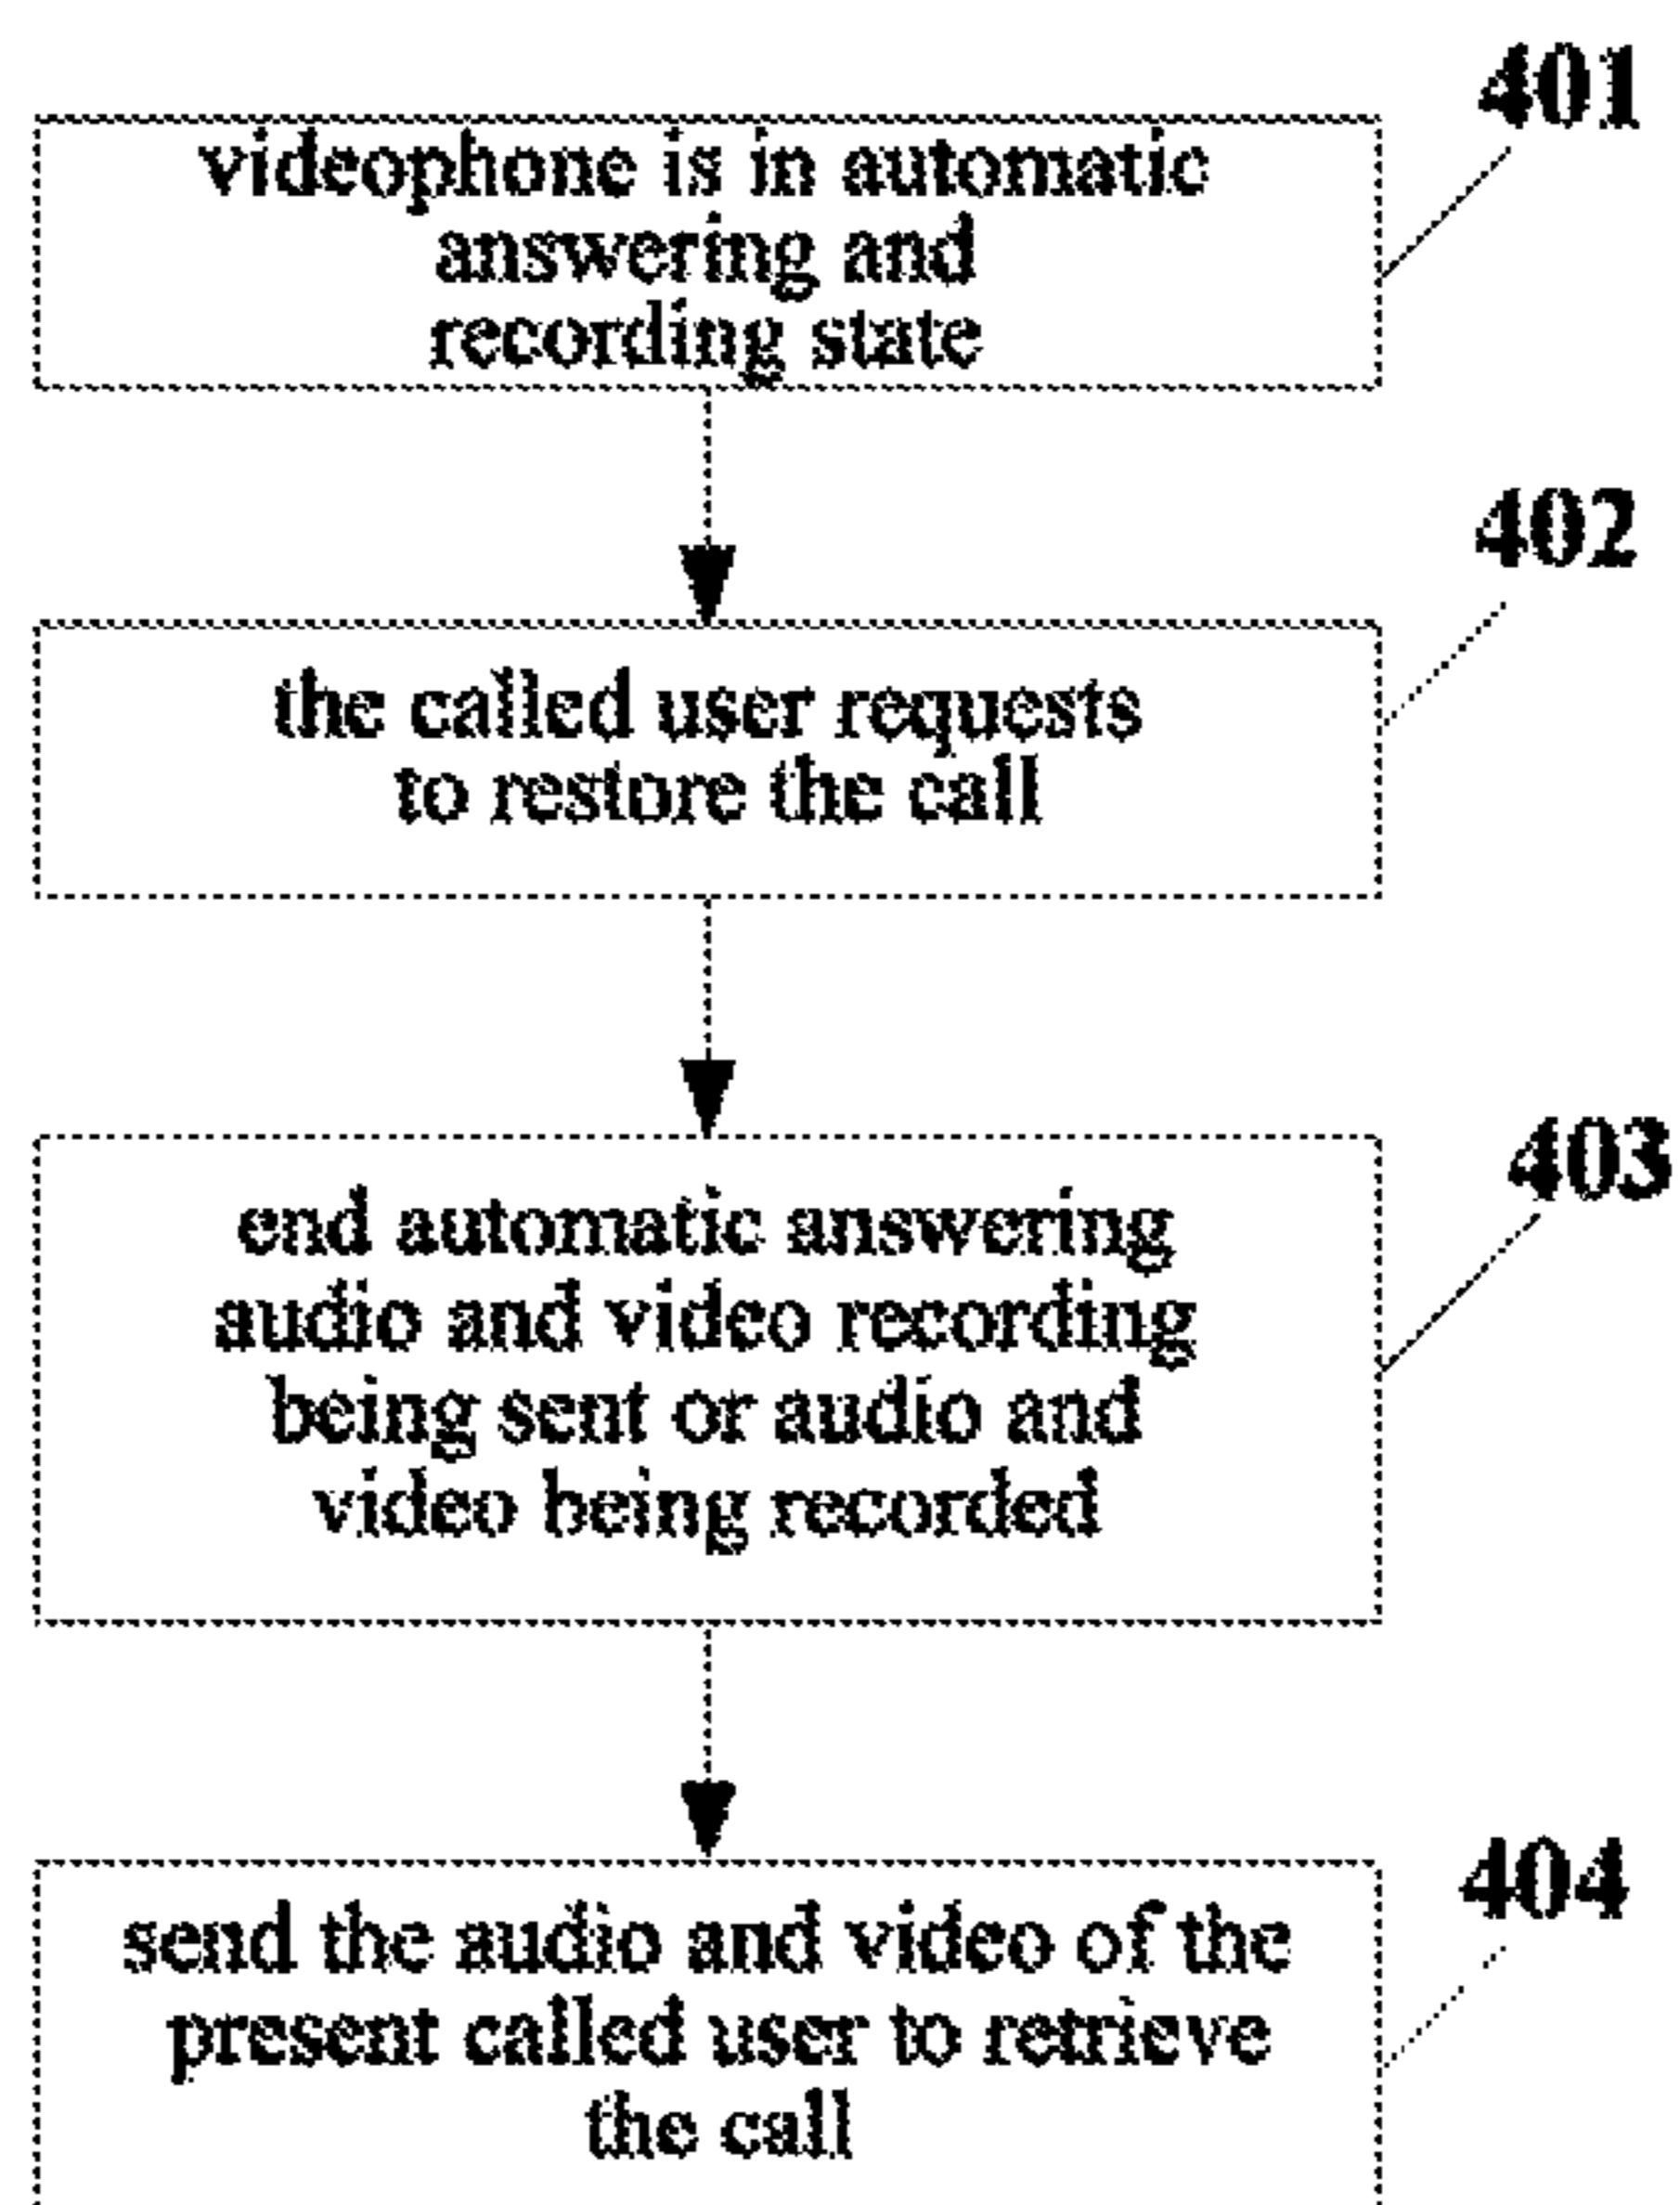 401
videophone is in automatic
answering and
recording state
402
the called user requests
to restore the call
403
end automatic answering
audio and video recording
being sent or audio and
video being recorded
404
send the audio and video of the
present called user to retrieve
the call